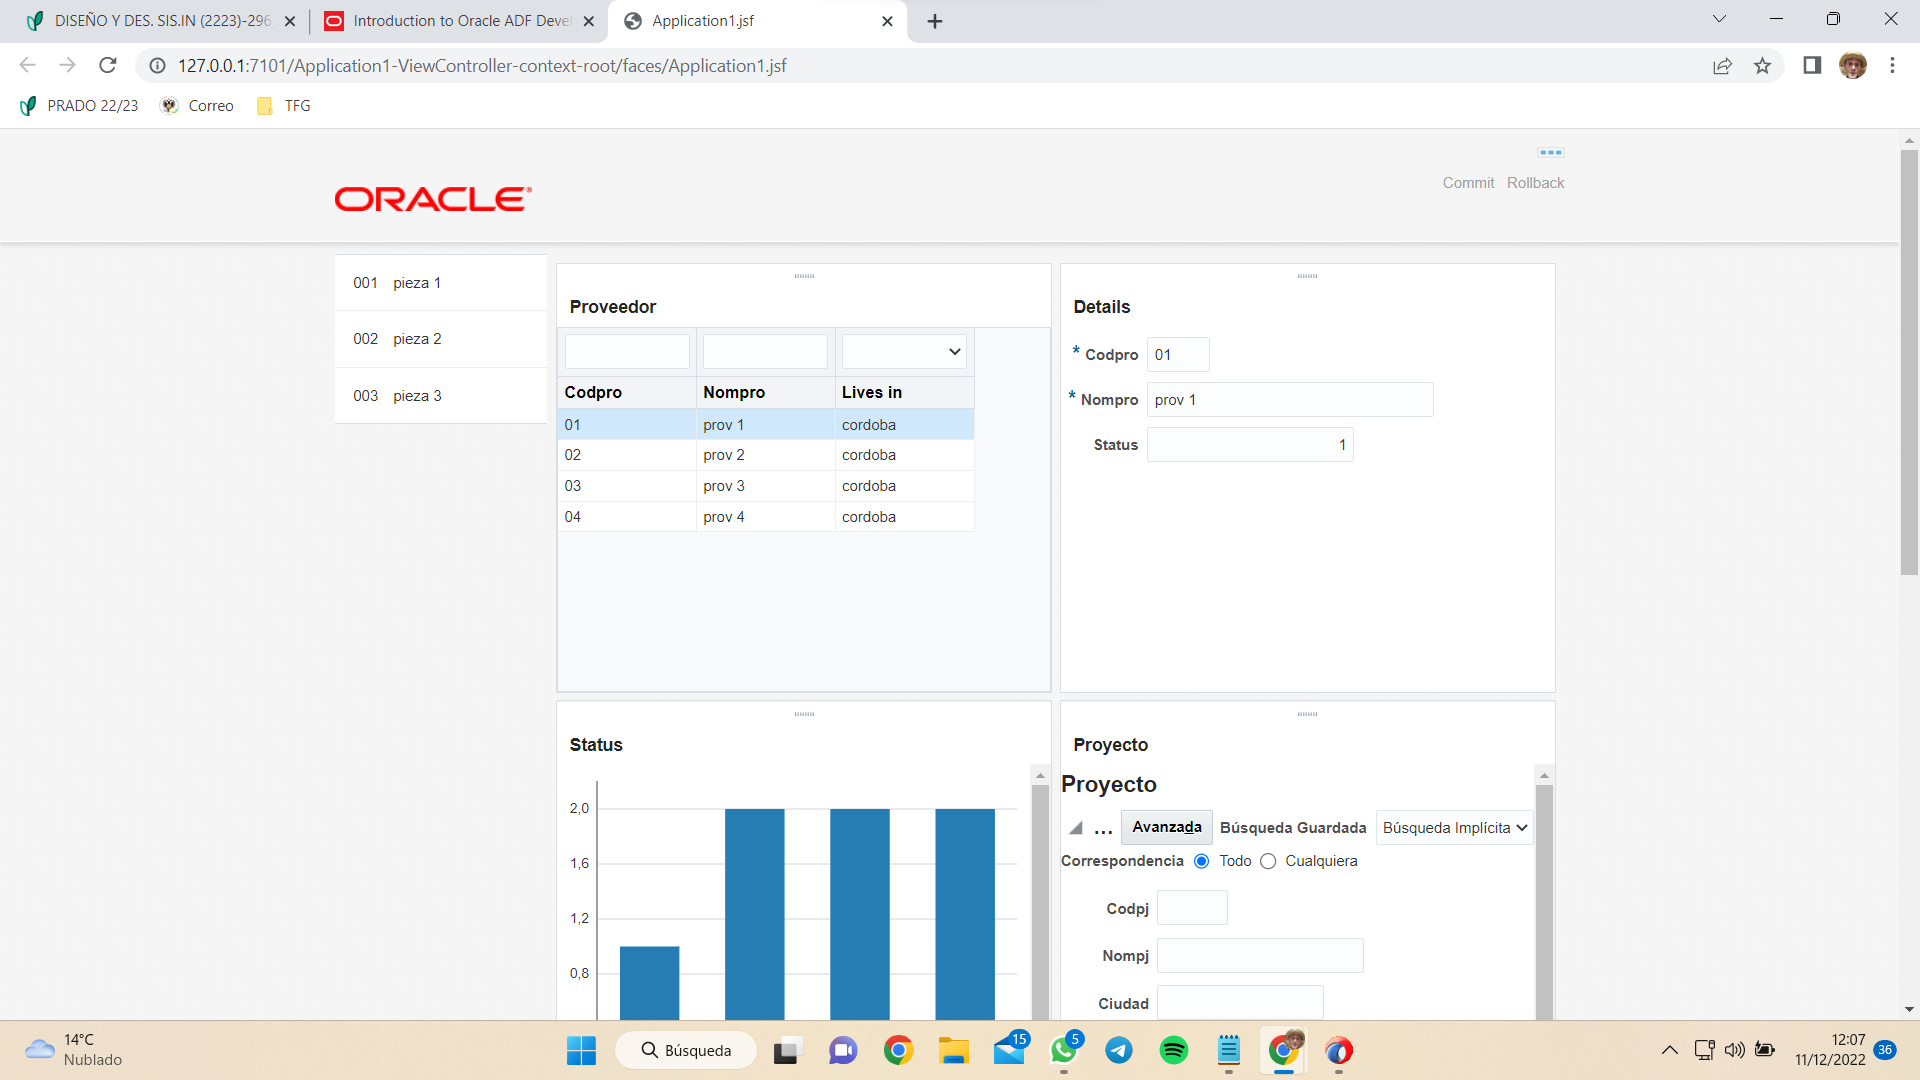 DISEÑO Y DES. SIS.IN (2223)-296
Introduction to Oracle ADF Deve
Application1.jsf
127.0.0.1:7101/Application1-ViewController-context-root/faces/Application1.jsf
PRADO 22/23 Correo TFG
ORACLE
Commit Rollback
001 pieza 1
002 pieza 2
003 pieza 3
Proveedor
Codpro Nompro Lives in
01 prov 1 cordoba
02 prov 2 cordoba
03 prov 3 cordoba
04 prov 4 cordoba
Details
* Codpro 01
* Nompro prov 1
Status 1
Status
2,0
1,6
1,2
0,8
Proyecto
Proyecto
... Avanzada Búsqueda Guardada Búsqueda Implícita
Correspondencia Todo Cualquiera
Codpj
Nompj
Ciudad
14°C
Nublado
Búsqueda
15
5
12:07
11/12/2022
36